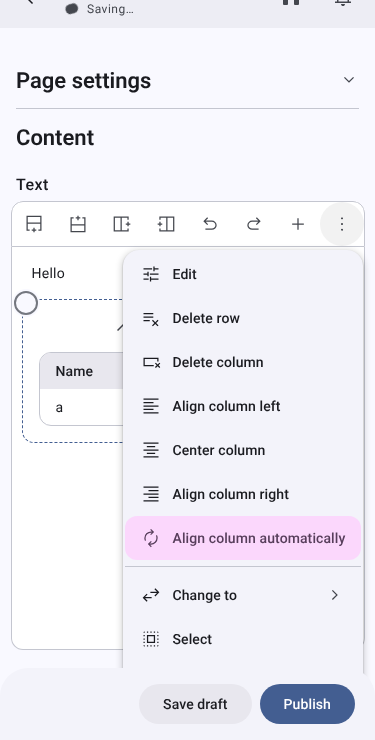 Saving…
Page settings
Content
Text
Hello
Name
a
Edit
Delete row
Delete column
Align column left
Center column
Align column right
Align column automatically
Change to
Select
Save draft
Publish